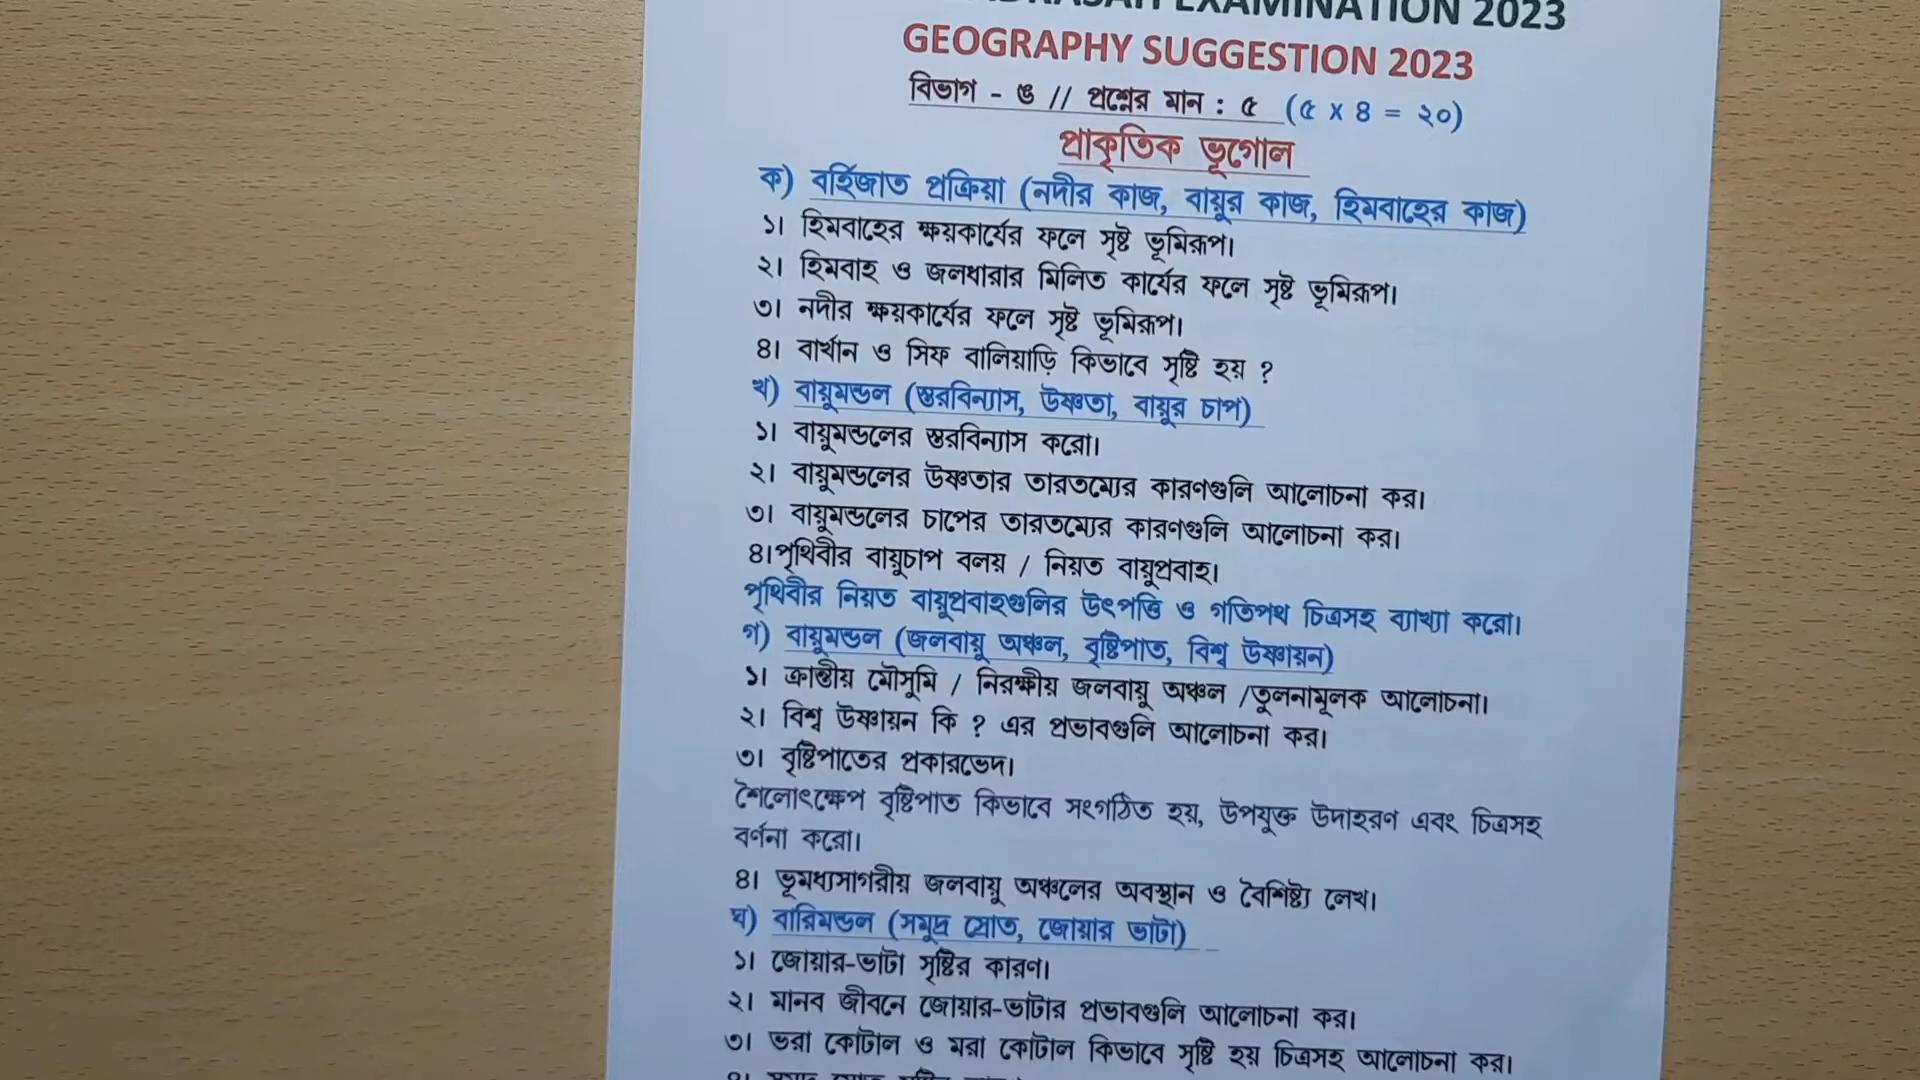 EXAMINATION 2023
GEOGRAPHY SUGGESTION 2023
বিভাগ - ঙ // প্রশ্নের মান : ৫ (৫ x ৪ = ২০)
প্রাকৃতিক ভূগোল
ক) বর্হিজাত প্রক্রিয়া (নদীর কাজ, বায়ুর কাজ, হিমবাহের কাজ)
১। হিমবাহের ক্ষয়কার্যের ফলে সৃষ্ট ভূমিরূপ।
২। হিমবাহ ও জলধারার মিলিত কার্যের ফলে সৃষ্ট ভূমিরূপ।
৩। নদীর ক্ষয়কার্যের ফলে সৃষ্ট ভূমিরূপ।
৪। বার্খান ও সিফ বালিয়াড়ি কিভাবে সৃষ্টি হয় ?
খ) বায়ুমন্ডল (স্তরবিন্যাস, উষ্ণতা, বায়ুর চাপ)
১। বায়ুমন্ডলের স্তরবিন্যাস করো।
২। বায়ুমন্ডলের উষ্ণতার তারতম্যের কারণগুলি আলোচনা কর।
৩। বায়ুমন্ডলের চাপের তারতম্যের কারণগুলি আলোচনা কর।
৪।পৃথিবীর বায়ুচাপ বলয় / নিয়ত বায়ুপ্রবাহ।
পৃথিবীর নিয়ত বায়ুপ্রবাহগুলির উৎপত্তি ও গতিপথ চিত্রসহ ব্যাখ্যা করো।
গ) বায়ুমন্ডল (জলবায়ু অঞ্চল, বৃষ্টিপাত, বিশ্ব উষ্ণায়ন)
১। ক্রান্তীয় মৌসুমি / নিরক্ষীয় জলবায়ু অঞ্চল /তুলনামূলক আলোচনা।
২। বিশ্ব উষ্ণায়ন কি ? এর প্রভাবগুলি আলোচনা কর।
৩। বৃষ্টিপাতের প্রকারভেদ।
শৈলোৎক্ষেপ বৃষ্টিপাত কিভাবে সংগঠিত হয়, উপযুক্ত উদাহরণ এবং চিত্রসহ
বর্ণনা করো।
৪। ভূমধ্যসাগরীয় জলবায়ু অঞ্চলের অবস্থান ও বৈশিষ্ট্য লেখ।
ঘ) বারিমন্ডল (সমুদ্র স্রোত, জোয়ার ভাটা)
১। জোয়ার-ভাটা সৃষ্টির কারণ।
২। মানব জীবনে জোয়ার-ভাটার প্রভাবগুলি আলোচনা কর।
৩। ভরা কোটাল ও মরা কোটাল কিভাবে সৃষ্টি হয় চিত্রসহ আলোচনা কর।